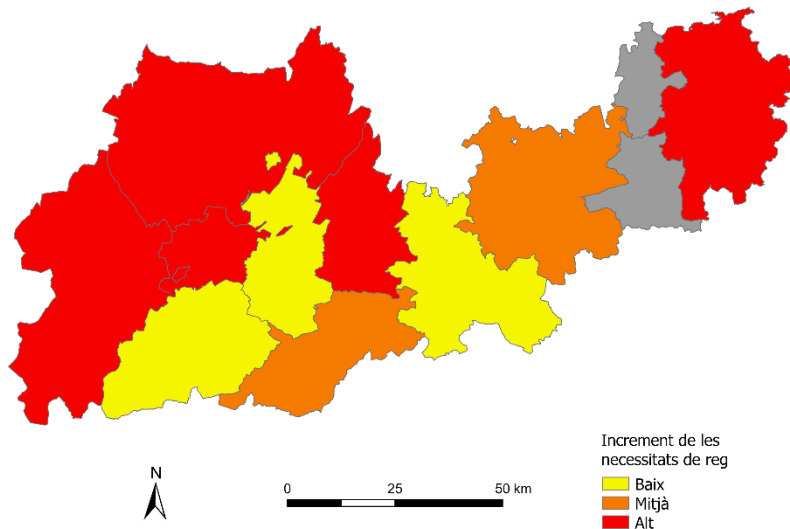 Increment de les
necessitats de reg
Baix
Mitjà
Alt
N
0 25 50 km